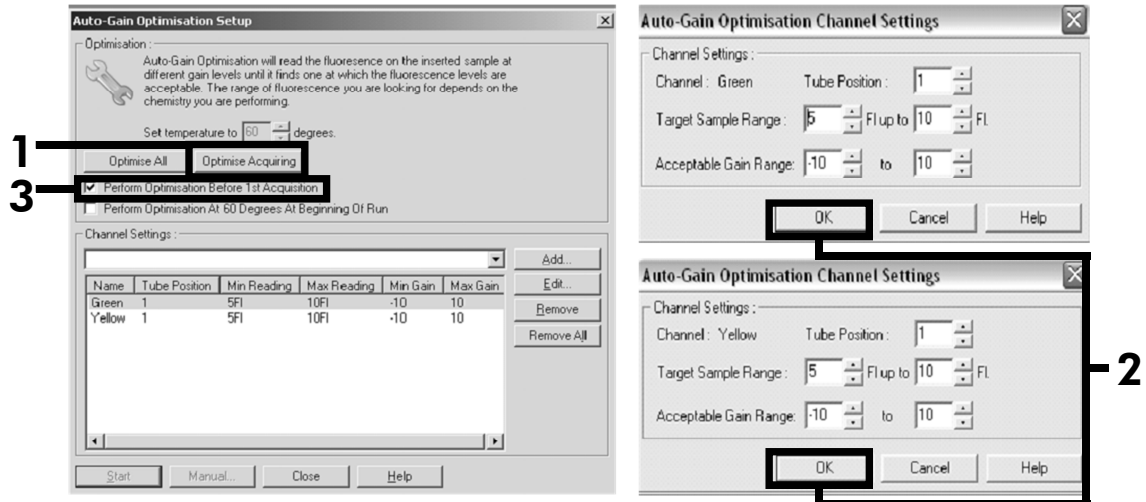 Auto-Gain Optimisation Setup
Optimisation :
Auto-Gain Optimisation will read the fluoresence on the inserted sample at
different gain levels until it finds one at which the fluorescence levels are
acceptable. The range of fluorescence you are looking for depends on the
chemistry you are performing.
Set temperature to 60 degrees.
1
Optimise All Optimise Acquiring
3
Perform Optimisation Before 1st Acquisition
Perform Optimisation At 60 Degrees At Beginning Of Run
Channel Settings :
Add...
Name Tube Position Min Reading Max Reading Min Gain Max Gain
Edit...
Green 1 5Fl 10Fl -10 10
Remove
Yellow 1 5Fl 10Fl -10 10
Remove All
Start Manual... Close Help
Auto-Gain Optimisation Channel Settings
Channel Settings :
Channel : Green Tube Position : 1
Target Sample Range : 5 Fl up to 10 Fl.
Acceptable Gain Range: -10 to 10
OK Cancel Help
Auto-Gain Optimisation Channel Settings
Channel Settings :
Channel : Yellow Tube Position : 1
Target Sample Range : 5 Fl up to 10 Fl.
Acceptable Gain Range: -10 to 10
OK Cancel Help
2